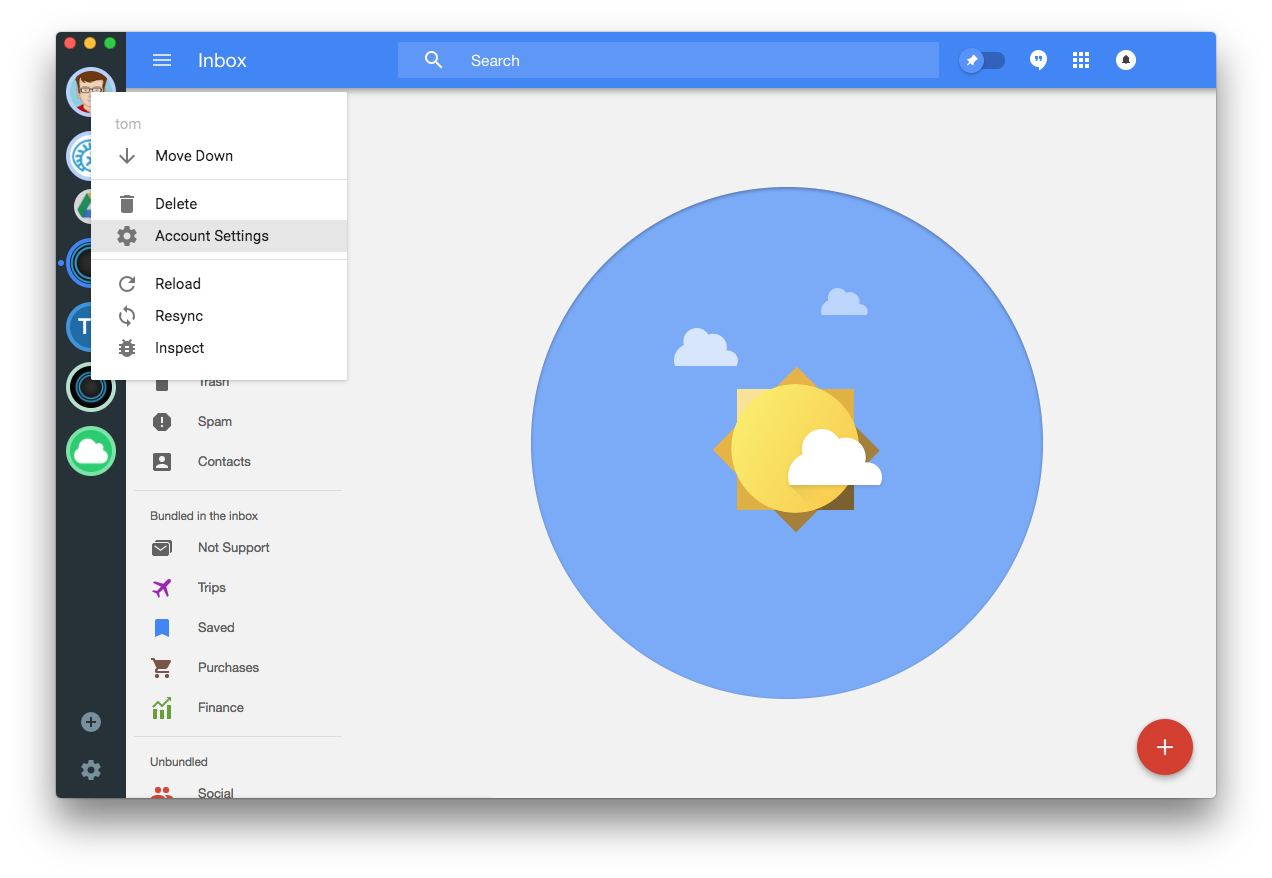 Inbox
Search
tom
Move Down
Delete
Account Settings
Reload
Resync
Inspect
T
Trash
Spam
Contacts
Bundled in the inbox
Not Support
Trips
Saved
Purchases
Finance
Unbundled
Social